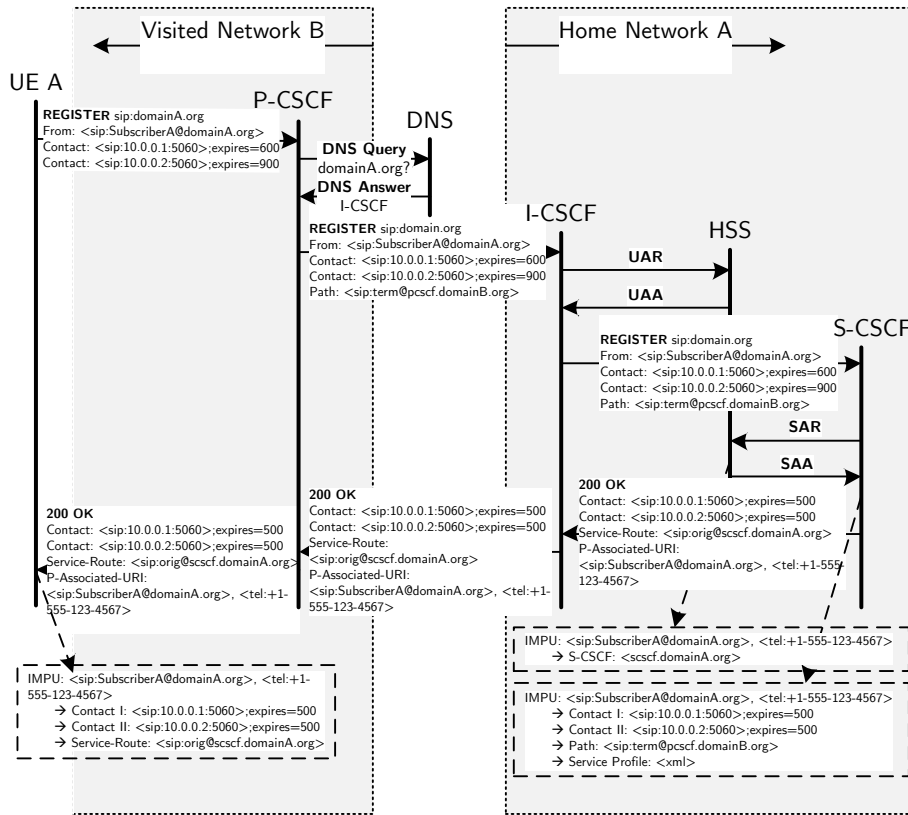 Visited Network B
Home Network A
UE A
P-CSCF
DNS
REGISTER sip:domainA.org
From: <sip:SubscriberA@domainA.org>
Contact: <sip:10.0.0.1:5060>;expires=600
Contact: <sip:10.0.0.2:5060>;expires=900
DNS Query
domainA.org?
DNS Answer
I-CSCF
I-CSCF
HSS
REGISTER sip:domain.org
From: <sip:SubscriberA@domainA.org>
Contact: <sip:10.0.0.1:5060>;expires=600
Contact: <sip:10.0.0.2:5060>;expires=900
Path: <sip:term@pcscf.domainB.org>
UAR
UAA
S-CSCF
REGISTER sip:domain.org
From: <sip:SubscriberA@domainA.org>
Contact: <sip:10.0.0.1:5060>;expires=600
Contact: <sip:10.0.0.2:5060>;expires=900
Path: <sip:term@pcscf.domainB.org>
SAR
SAA
200 OK
Contact: <sip:10.0.0.1:5060>;expires=500
Contact: <sip:10.0.0.2:5060>;expires=500
Service-Route: <sip:orig@scscf.domainA.org>
P-Associated-URI:
<sip:SubscriberA@domainA.org>, <tel:+1-555-
123-4567>
200 OK
Contact: <sip:10.0.0.1:5060>;expires=500
Contact: <sip:10.0.0.2:5060>;expires=500
Service-Route:
<sip:orig@scscf.domainA.org>
P-Associated-URI:
<sip:SubscriberA@domainA.org>, <tel:+1-
555-123-4567>
200 OK
Contact: <sip:10.0.0.1:5060>;expires=500
Contact: <sip:10.0.0.2:5060>;expires=500
Service-Route: <sip:orig@scscf.domainA.org>
P-Associated-URI:
<sip:SubscriberA@domainA.org>, <tel:+1-
555-123-4567>
IMPU: <sip:SubscriberA@domainA.org>, <tel:+1-555-123-4567>
→ S-CSCF: <scscf.domainA.org>
IMPU: <sip:SubscriberA@domainA.org>, <tel:+1-
555-123-4567>
→ Contact I: <sip:10.0.0.1:5060>;expires=500
→ Contact II: <sip:10.0.0.2:5060>;expires=500
→ Service-Route: <sip:orig@scscf.domainA.org>
IMPU: <sip:SubscriberA@domainA.org>, <tel:+1-555-123-4567>
→ Contact I: <sip:10.0.0.1:5060>;expires=500
→ Contact II: <sip:10.0.0.2:5060>;expires=500
→ Path: <sip:term@pcscf.domainB.org>
→ Service Profile: <xml>